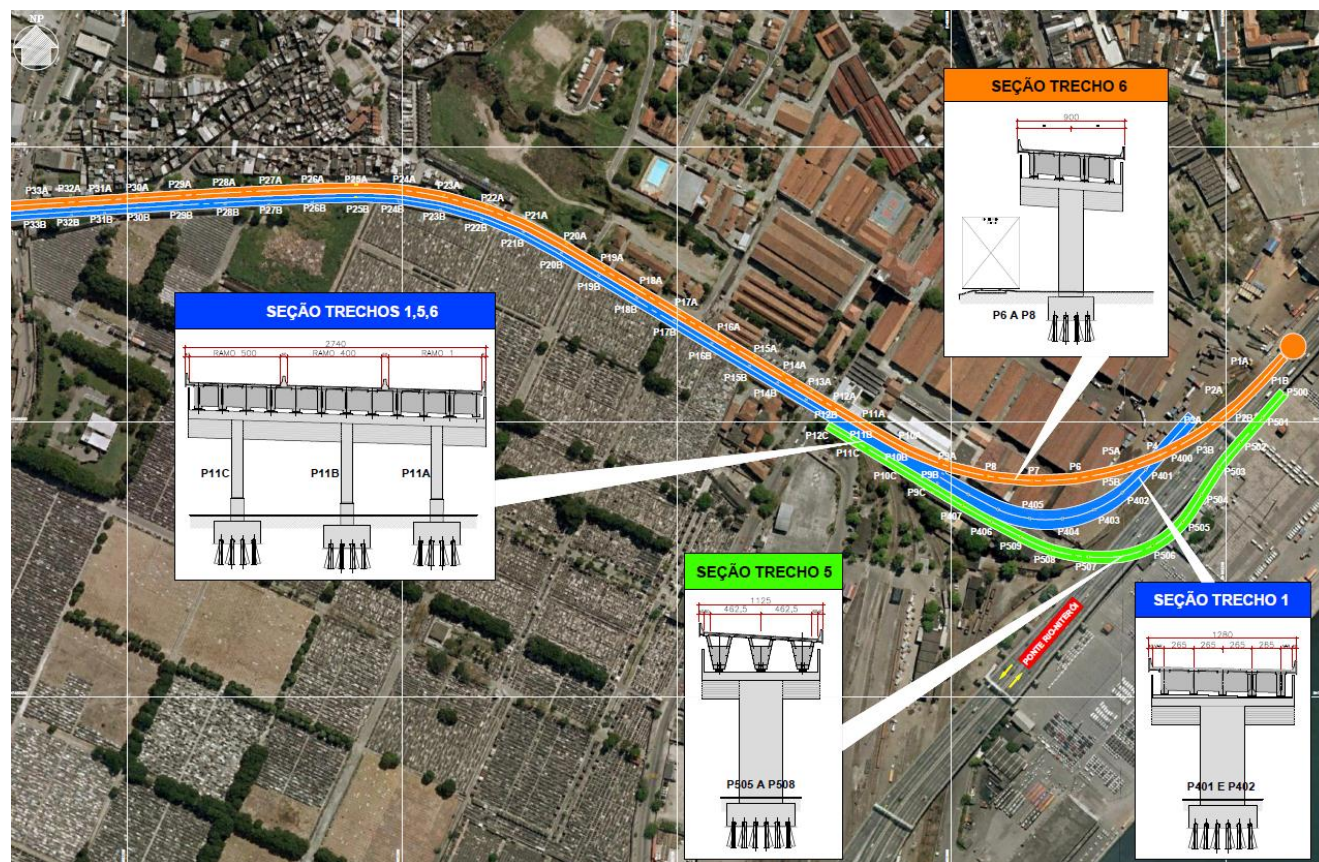 NP
SEÇÃO TRECHO 6
900
P6 A P8
P33A
P32A
P31A
P30A
P29A
P28A
P27A
P26A
P25A
P24A
P23A
P22A
P21A
P20A
P19A
P18A
P17A
P16A
P15A
P14A
P13A
P12A
P11A
P10A
P9A
P8
P7
P6
P5A
P4
P3A
P2A
P1A
P33B
P32B
P31B
P30B
P29B
P28B
P27B
P26B
P25B
P24B
P23B
P22B
P21B
P20B
P19B
P18B
P17B
P16B
P15B
P14B
P12B
P11B
P10B
P9B
P5B
P3B
P2B
P1B
P12C
P11C
P10C
P9C
P400
P401
P402
P403
P404
P405
P406
P407
P500
P501
P502
P503
P504
P505
P506
P507
P508
P509
SEÇÃO TRECHOS 1,5,6
2740
RAMO 500
RAMO 400
RAMO 1
P11C
P11B
P11A
SEÇÃO TRECHO 5
1125
462,5
462,5
P505 A P508
PONTE RIO-NITERÓI
SEÇÃO TRECHO 1
1280
265
265
265
265
P401 E P402